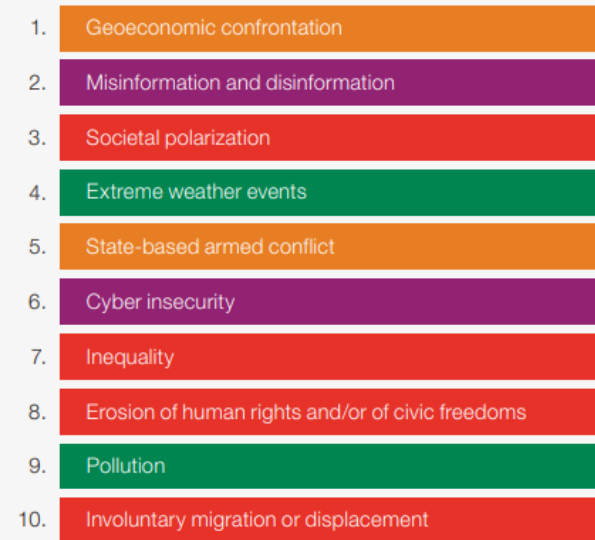 1. Geoeconomic confrontation
2. Misinformation and disinformation
3. Societal polarization
4. Extreme weather events
5. State-based armed conflict
6. Cyber insecurity
7. Inequality
8. Erosion of human rights and/or of civic freedoms
9. Pollution
10. Involuntary migration or displacement